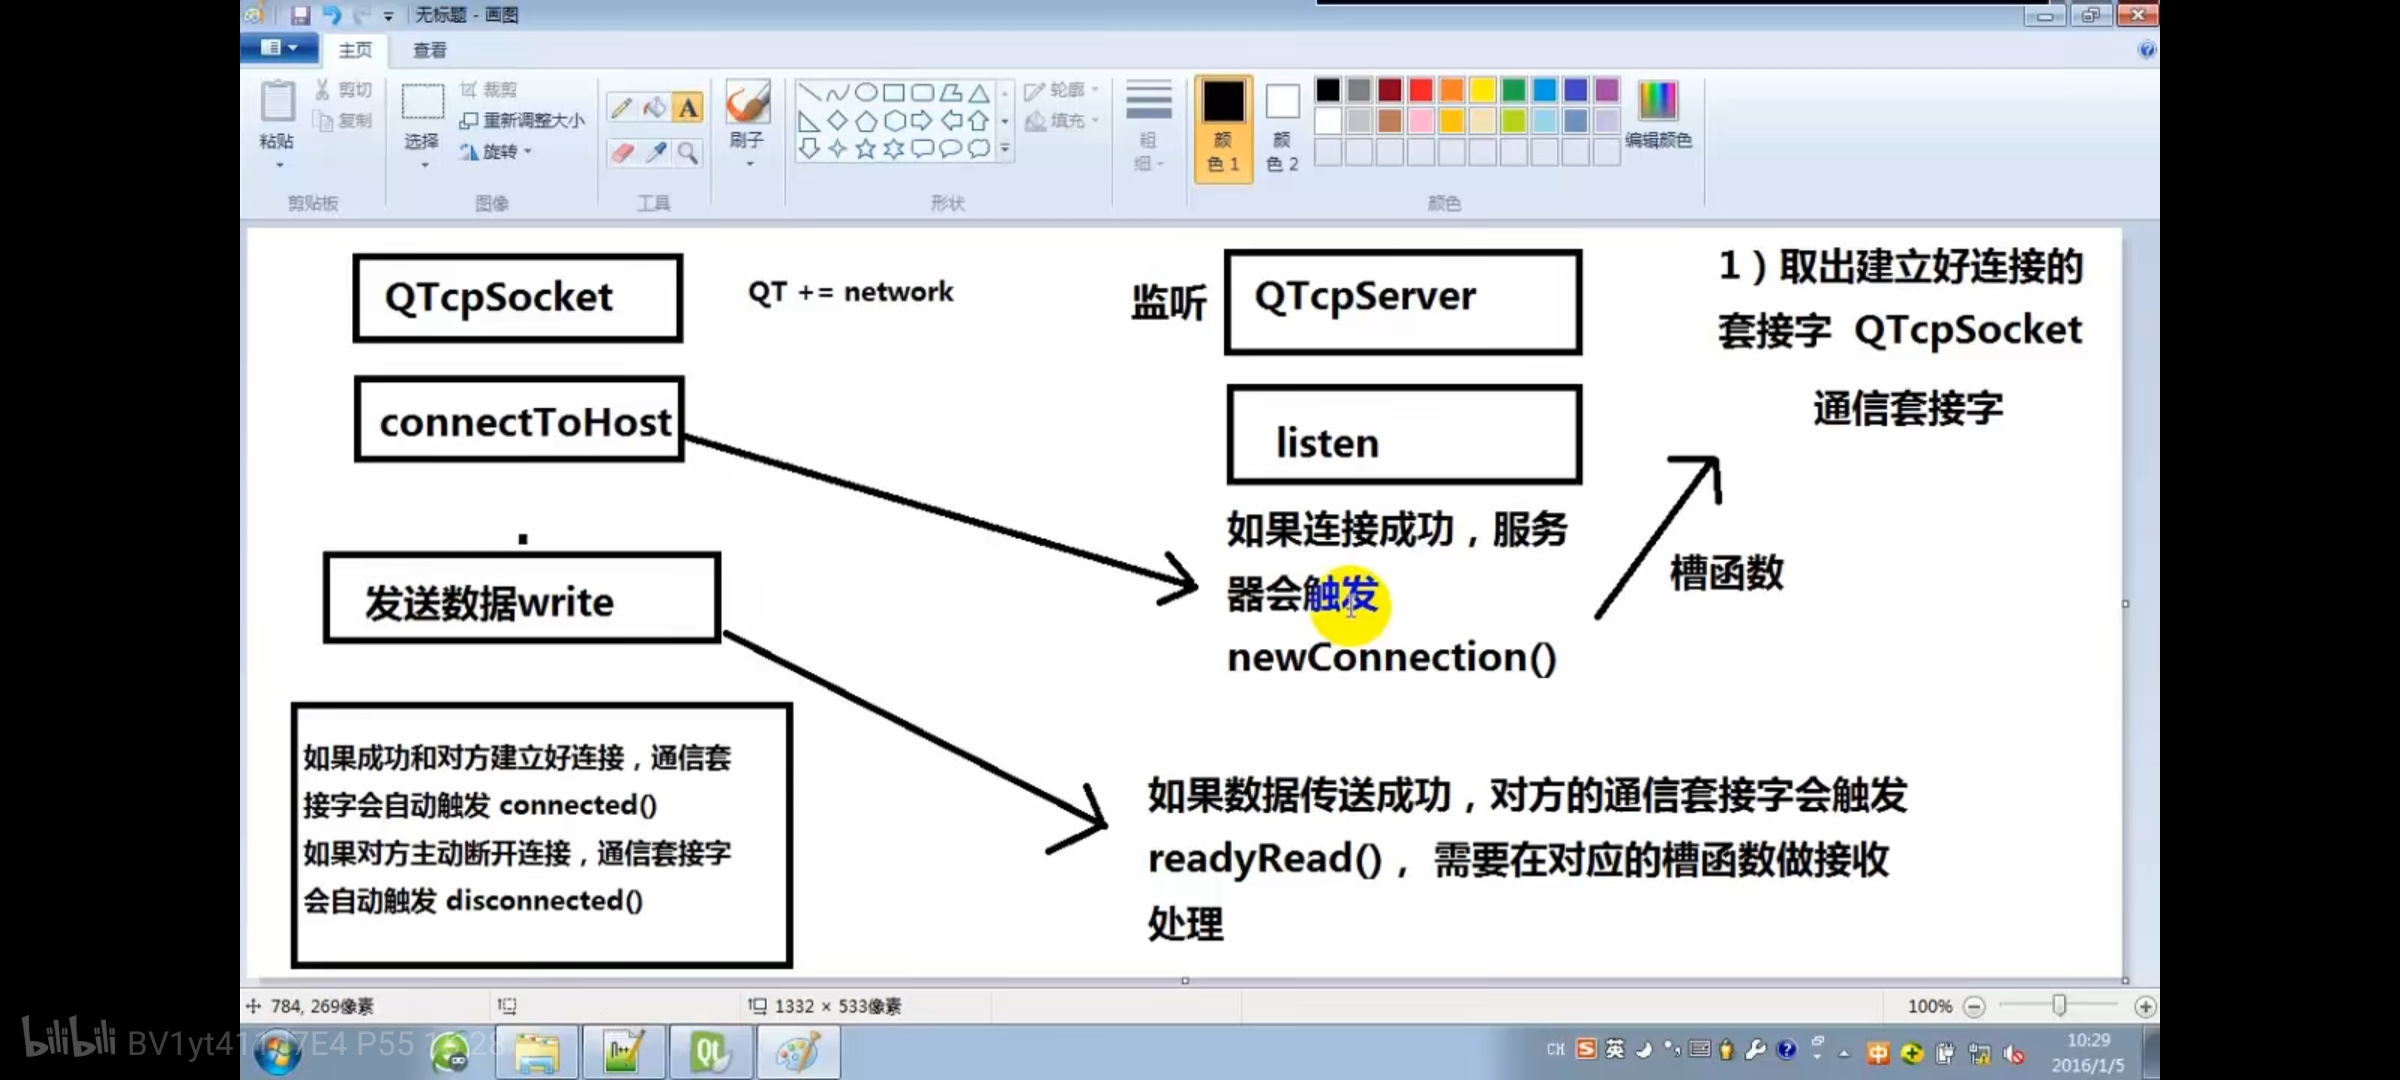 无标题 - 画图
主页 查看
粘贴
剪切
复制
剪贴板
选择
裁剪
重新调整大小
旋转
图像
A
工具
刷子
轮廓
填充
形状
粗细
颜色 1
颜色 2
编辑颜色
颜色
QTcpSocket
QT += network
connectToHost
发送数据write
如果成功和对方建立好连接，通信套
接字会自动触发 connected()
如果对方主动断开连接，通信套接字
会自动触发 disconnected()
监听
QTcpServer
listen
如果连接成功，服务
器会触发
newConnection()
1）取出建立好连接的
套接字 QTcpSocket
通信套接字
槽函数
如果数据传送成功，对方的通信套接字会触发
readyRead()， 需要在对应的槽函数做接收
处理
784, 269像素
1332 × 533像素
100%
bilibili
P55
CH
英
中
10:29
2016/1/5